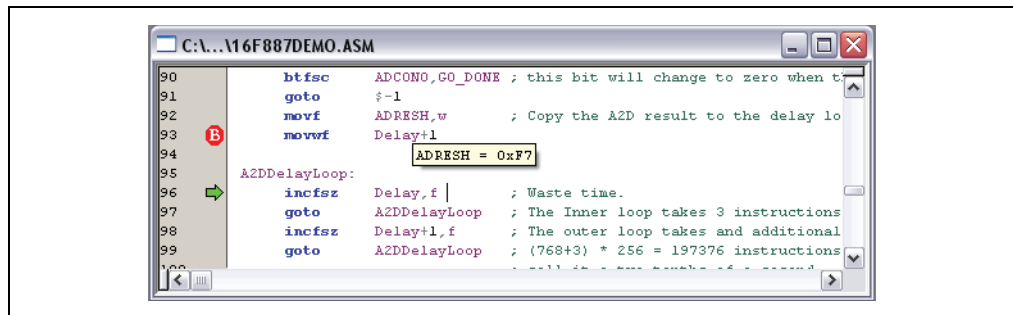 C:\...\16F887DEMO.ASM
90 btfsc ADCON0,GO_DONE ; this bit will change to zero when t
91 goto $-1
92 movf ADRESH,w ; Copy the A2D result to the delay lo
93 B movwf Delay+1
94 ADRESH = 0xF7
95 A2DDelayLoop:
96 incfsz Delay,f ; Waste time.
97 goto A2DDelayLoop ; The Inner loop takes 3 instructions
98 incfsz Delay+1,f ; The outer loop takes and additional
99 goto A2DDelayLoop ; (768+3) * 256 = 197376 instructions